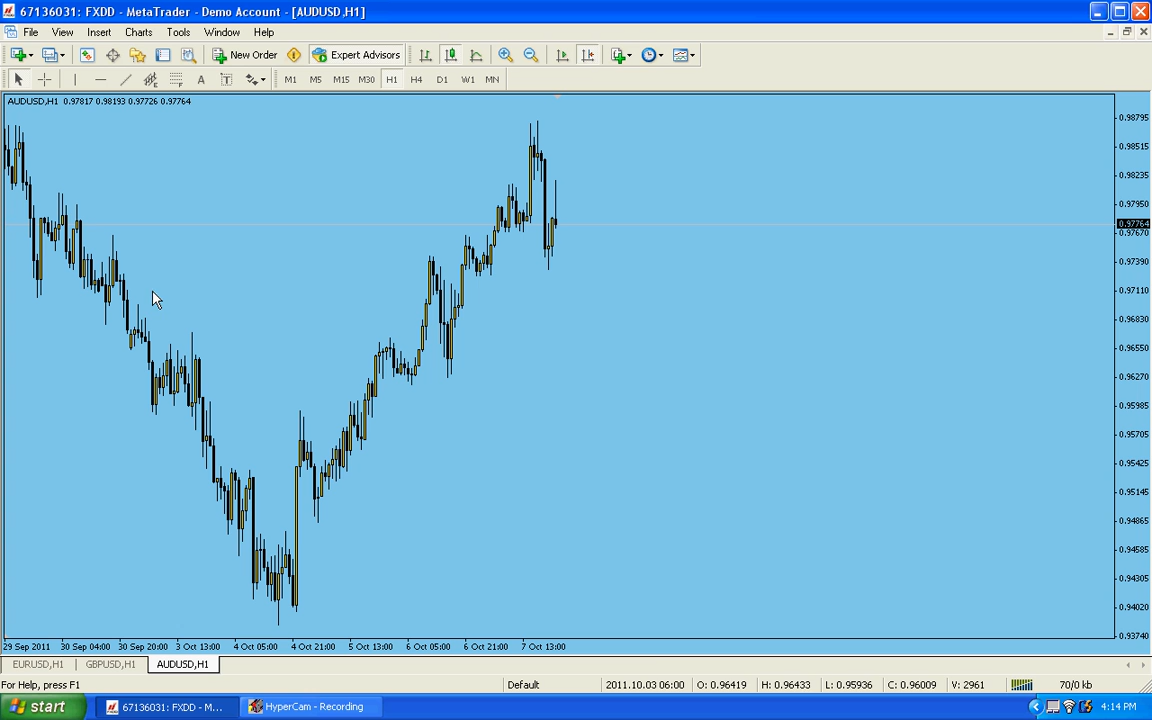 67136031: FXDD - MetaTrader - Demo Account - [AUDUSD,H1]
File View Insert Charts Tools Window Help
New Order Expert Advisors
A T M1 M5 M15 M30 H1 H4 D1 W1 MN
AUDUSD,H1 0.97817 0.98193 0.97726 0.97764
0.98795
0.98515
0.98235
0.97950
0.97764
0.97670
0.97390
0.97110
0.96830
0.96550
0.96270
0.95985
0.95705
0.95425
0.95145
0.94865
0.94585
0.94305
0.94020
0.93740
29 Sep 2011 30 Sep 04:00 30 Sep 20:00 3 Oct 13:00 4 Oct 05:00 4 Oct 21:00 5 Oct 13:00 6 Oct 05:00 6 Oct 21:00 7 Oct 13:00
EURUSD,H1 GBPUSD,H1 AUDUSD,H1
For Help, press F1 Default 2011.10.03 06:00 O: 0.96419 H: 0.96433 L: 0.95936 C: 0.96009 V: 2961 70/0 kb
start 67136031: FXDD - M... HyperCam - Recording 4:14 PM